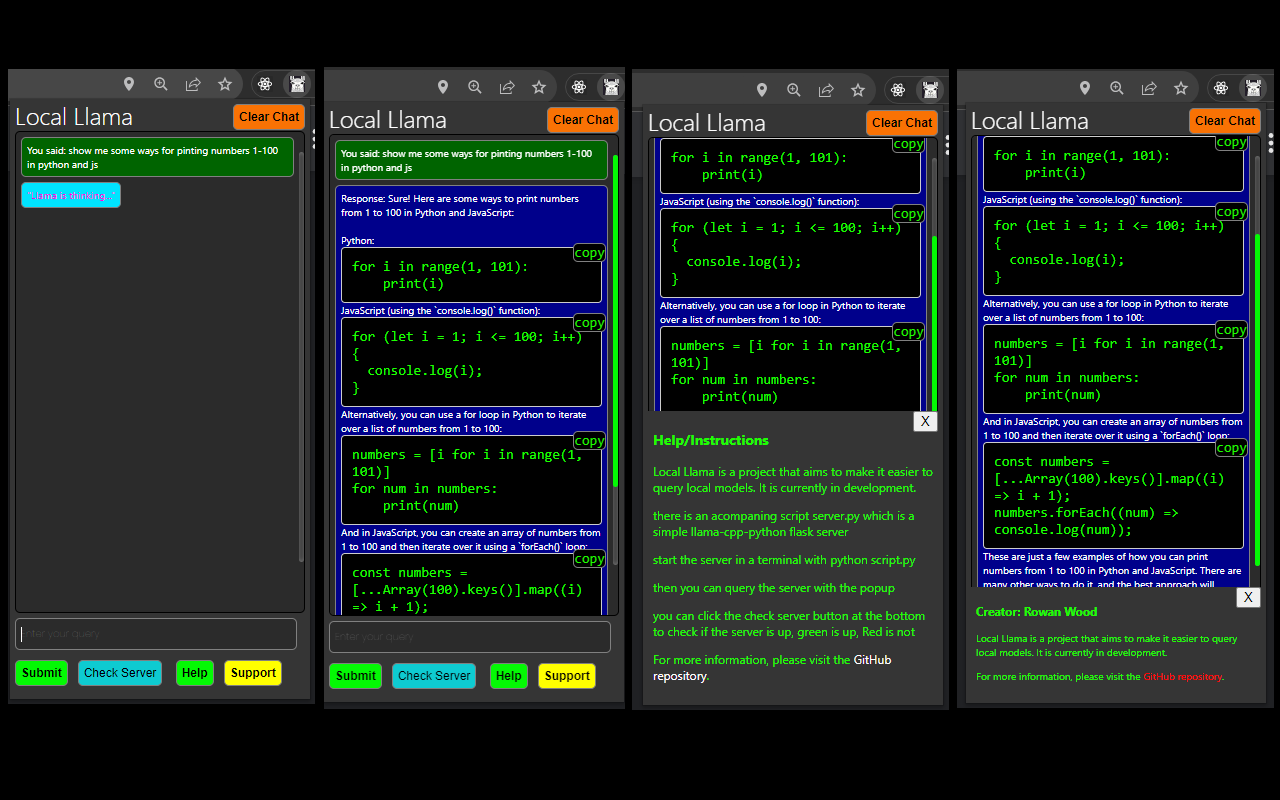 Local Llama
Clear Chat
You said: show me some ways for pinting numbers 1-100
in python and js
"Llama is thinking..."
Enter your query
Submit
Check Server
Help
Support
Local Llama
Clear Chat
You said: show me some ways for pinting numbers 1-100
in python and js
Response: Sure! Here are some ways to print numbers
from 1 to 100 in Python and JavaScript:
Python:
copy
for i in range(1, 101):
print(i)
JavaScript (using the `console.log()` function):
copy
for (let i = 1; i <= 100; i++)
{
console.log(i);
}
Alternatively, you can use a for loop in Python to iterate
over a list of numbers from 1 to 100:
copy
numbers = [i for i in range(1,
101)]
for num in numbers:
print(num)
And in JavaScript, you can create an array of numbers from
1 to 100 and then iterate over it using a `forEach()` loop:
copy
const numbers =
[...Array(100).keys()].map((i)
=> i + 1);
Enter your query
Submit
Check Server
Help
Support
Local Llama
Clear Chat
copy
for i in range(1, 101):
print(i)
JavaScript (using the `console.log()` function):
copy
for (let i = 1; i <= 100; i++)
{
console.log(i);
}
Alternatively, you can use a for loop in Python to iterate
over a list of numbers from 1 to 100:
copy
numbers = [i for i in range(1,
101)]
for num in numbers:
print(num)
X
Help/Instructions
Local Llama is a project that aims to make it easier to
query local models. It is currently in development.
there is an acompaning script server.py which is a
simple llama-cpp-python flask server
start the server in a terminal with python script.py
then you can query the server with the popup
you can click the check server button at the bottom
to check if the server is up, green is up, Red is not
For more information, please visit the GitHub
repository.
Local Llama
Clear Chat
copy
for i in range(1, 101):
print(i)
JavaScript (using the `console.log()` function):
copy
for (let i = 1; i <= 100; i++)
{
console.log(i);
}
Alternatively, you can use a for loop in Python to iterate
over a list of numbers from 1 to 100:
copy
numbers = [i for i in range(1,
101)]
for num in numbers:
print(num)
And in JavaScript, you can create an array of numbers from
1 to 100 and then iterate over it using a `forEach()` loop:
copy
const numbers =
[...Array(100).keys()].map((i)
=> i + 1);
numbers.forEach((num) =>
console.log(num));
These are just a few examples of how you can print
numbers from 1 to 100 in Python and JavaScript. There are
many other ways to do it, and the best approach will
X
Creator: Rowan Wood
Local Llama is a project that aims to make it easier to query
local models. It is currently in development.
For more information, please visit the GitHub repository.